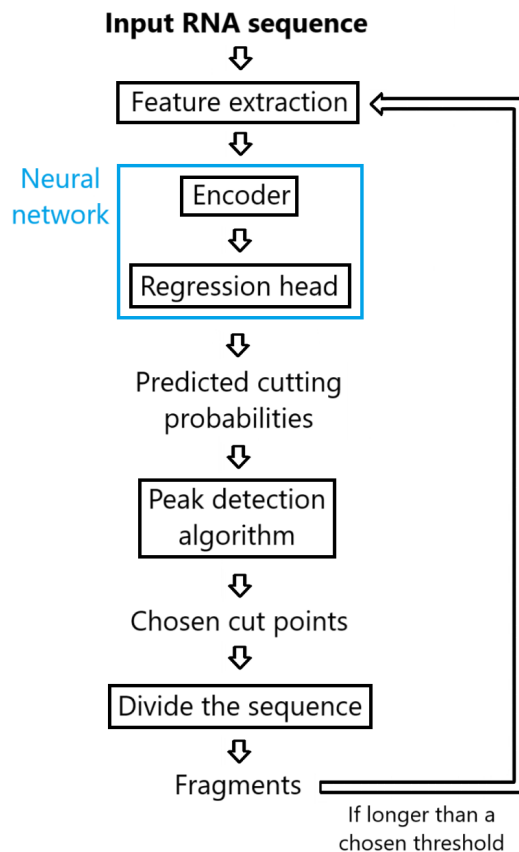 Input RNA sequence
Feature extraction
Neural
network
Encoder
Regression head
Predicted cutting
probabilities
Peak detection
algorithm
Chosen cut points
Divide the sequence
Fragments
If longer than a
chosen threshold